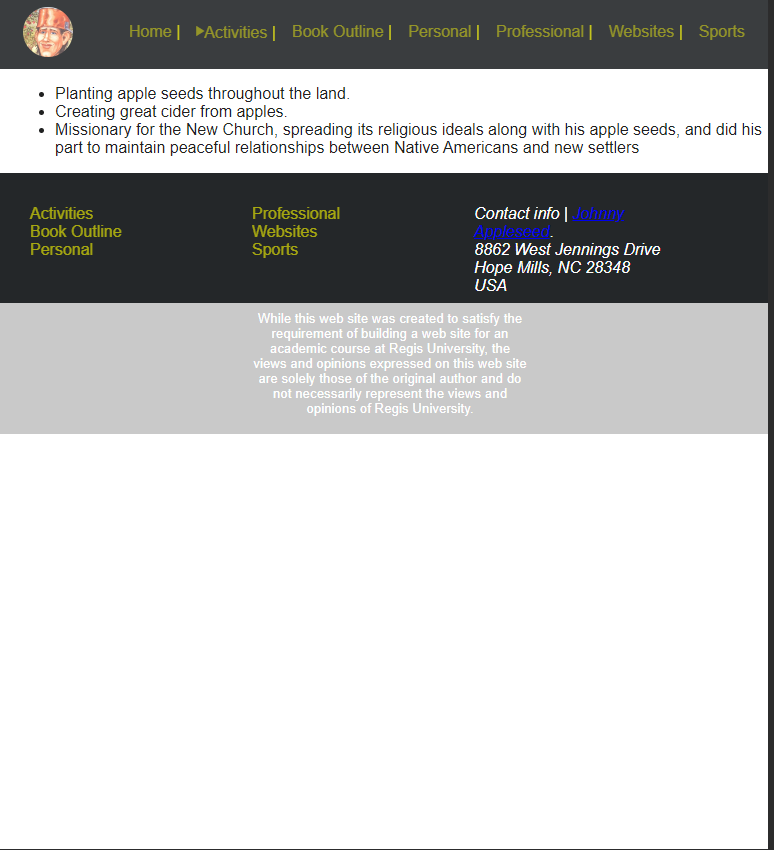 Home | Activities | Book Outline | Personal | Professional | Websites | Sports
Planting apple seeds throughout the land.
Creating great cider from apples.
Missionary for the New Church, spreading its religious ideals along with his apple seeds, and did his
part to maintain peaceful relationships between Native Americans and new settlers
Activities
Book Outline
Personal
Professional
Websites
Sports
Contact info | Johnny
Appleseed.
8862 West Jennings Drive
Hope Mills, NC 28348
USA
While this web site was created to satisfy the
requirement of building a web site for an
academic course at Regis University, the
views and opinions expressed on this web site
are solely those of the original author and do
not necessarily represent the views and
opinions of Regis University.